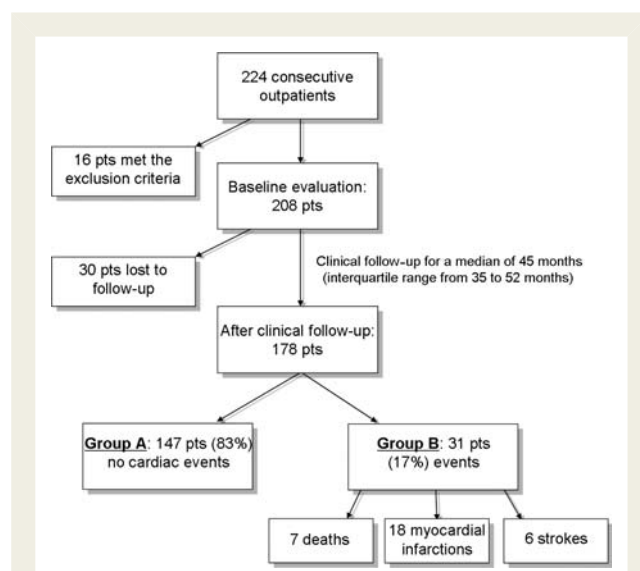 224 consecutive
outpatients
16 pts met the
exclusion criteria
Baseline evaluation:
208 pts
30 pts lost to
follow-up
Clinical follow-up for a median of 45 months
(interquartile range from 35 to 52 months)
After clinical follow-up:
178 pts
Group A: 147 pts (83%)
no cardiac events
Group B: 31 pts
(17%) events
7 deaths
18 myocardial
infarctions
6 strokes